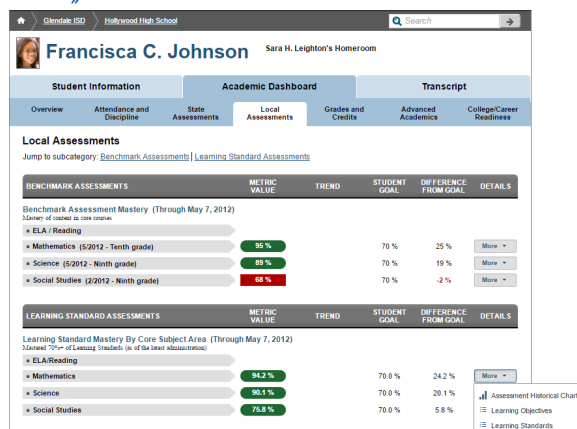 »
Glendale ISD Hollywood High School Search
Francisca C. Johnson Sara H. Leighton's Homeroom
Student Information Academic Dashboard Transcript
Overview Attendance and Discipline State Assessments Local Assessments Grades and Credits Advanced Academics College/Career Readiness
Local Assessments
Jump to subcategory: Benchmark Assessments | Learning Standard Assessments
BENCHMARK ASSESSMENTS METRIC VALUE TREND STUDENT GOAL DIFFERENCE FROM GOAL DETAILS
Benchmark Assessment Mastery (Through May 7, 2012)
Mastery of content in core courses
ELA / Reading
Mathematics (5/2012 - Tenth grade) 95 % 70 % 25 % More
Science (5/2012 - Ninth grade) 89 % 70 % 19 % More
Social Studies (2/2012 - Ninth grade) 68 % 70 % -2 % More
LEARNING STANDARD ASSESSMENTS METRIC VALUE TREND STUDENT GOAL DIFFERENCE FROM GOAL DETAILS
Learning Standard Mastery By Core Subject Area (Through May 7, 2012)
Mastered 70%+ of Learning Standards (as of the latest administration)
ELA/Reading
Mathematics 94.2 % 70.0 % 24.2 % More
Science 90.1 % 70.0 % 20.1 %
Social Studies 75.8 % 70.0 % 5.8 %
Assessment Historical Chart
Learning Objectives
Learning Standards